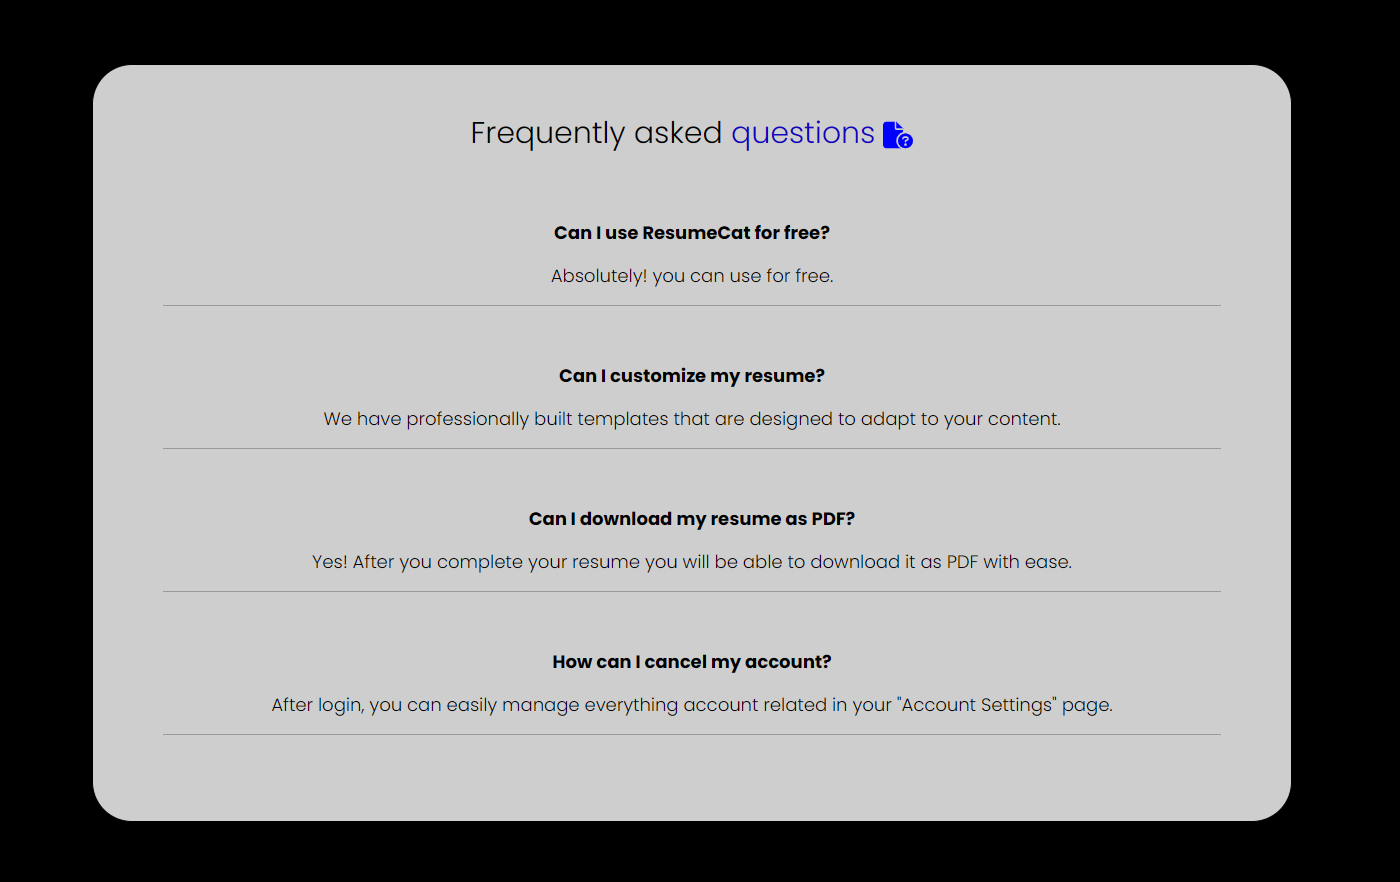 Frequently asked questions
Can I use ResumeCat for free?
Absolutely! you can use for free.
Can I customize my resume?
We have professionally built templates that are designed to adapt to your content.
Can I download my resume as PDF?
Yes! After you complete your resume you will be able to download it as PDF with ease.
How can I cancel my account?
After login, you can easily manage everything account related in your "Account Settings" page.